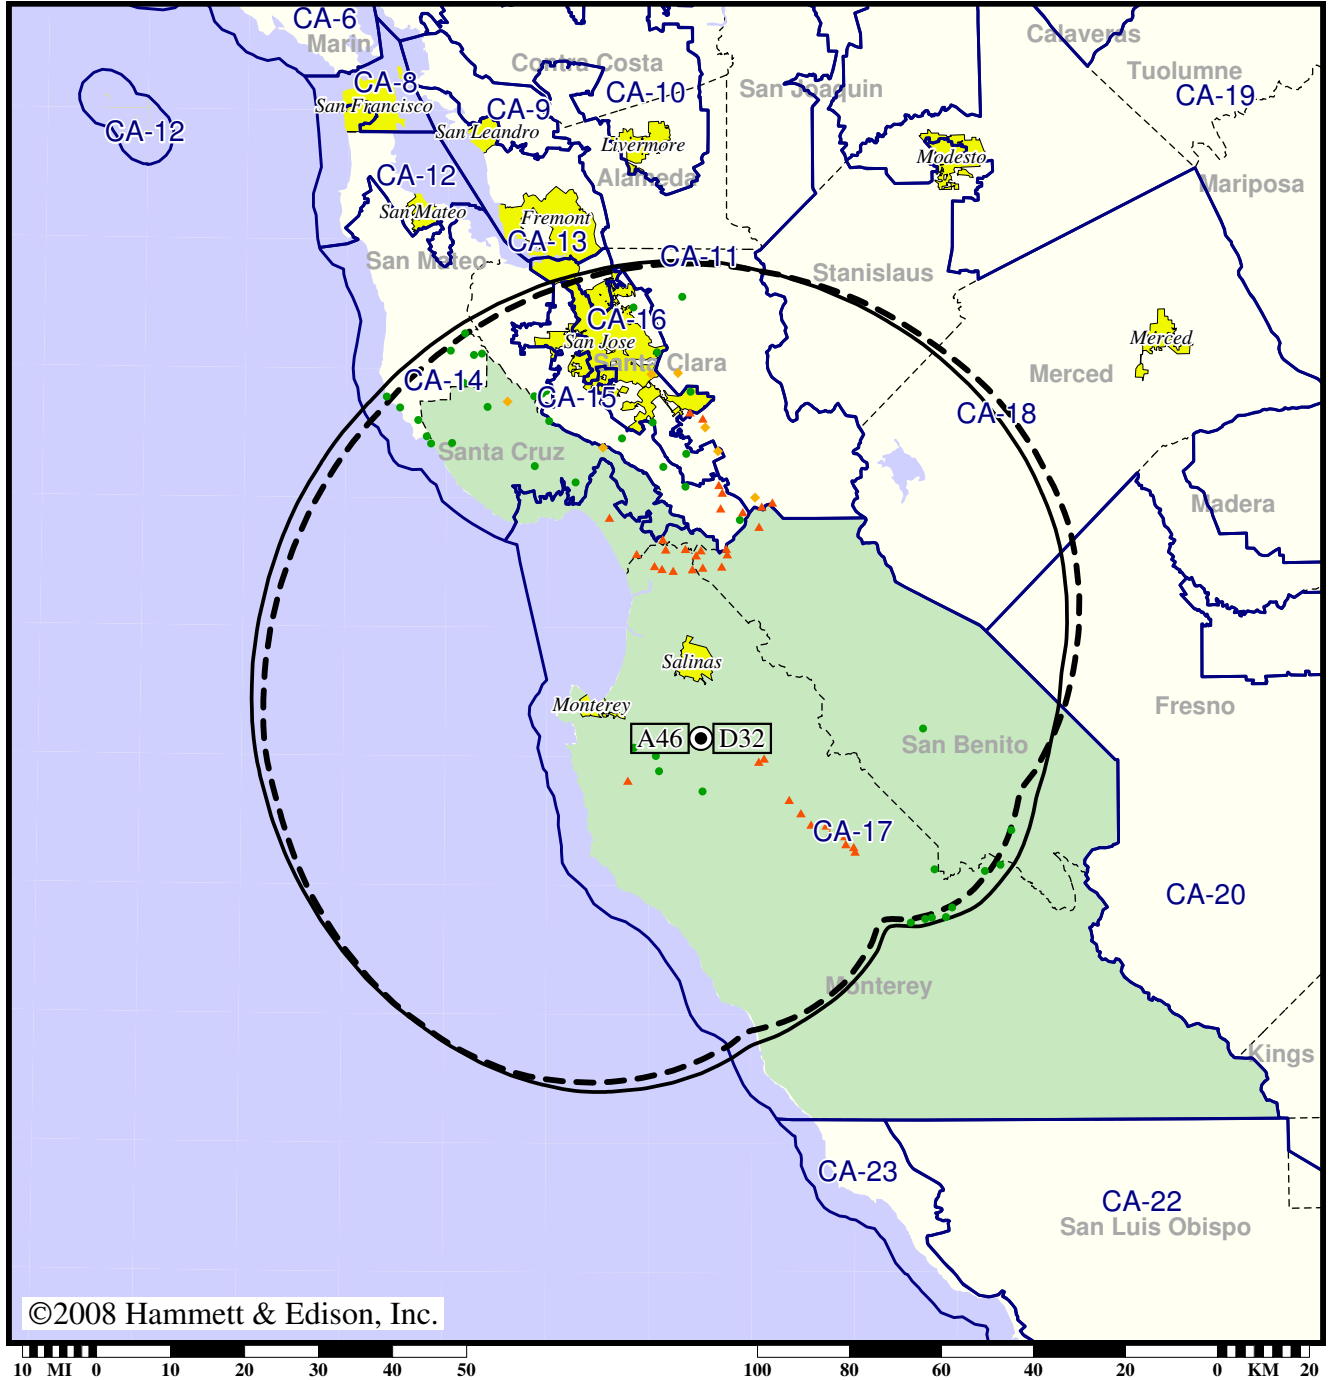 CA-6
Marin
Calaveras
Contra Costa
Tuolumne
CA-8
San Joaquin
CA-10
CA-19
San Francisco
CA-9
CA-12
San Leandro
Livermore
Modesto
CA-12
Alameda
Mariposa
San Mateo
Fremont
CA-13
San Mateo
CA-11
Stanislaus
CA-16
San Jose
Merced
Santa Clara
Merced
CA-14
CA-15
CA-18
Santa Cruz
Madera
Salinas
Monterey
Fresno
A46
D32
San Benito
CA-17
CA-20
Monterey
Kings
CA-23
CA-22
San Luis Obispo
©2008 Hammett & Edison, Inc.
10 MI 0 10 20 30 40 50 100 80 60 40 20 0 KM 20